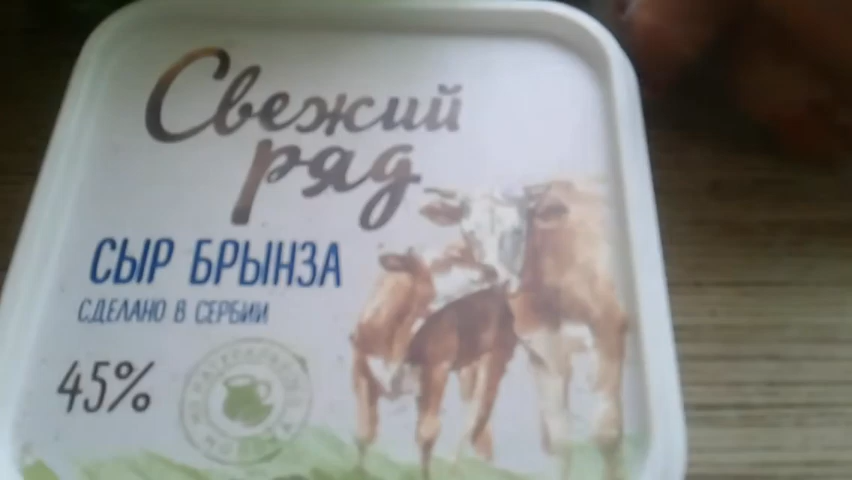 Свежий
ряд
СЫР БРЫНЗА
СДЕЛАНО В СЕРБИИ
45%